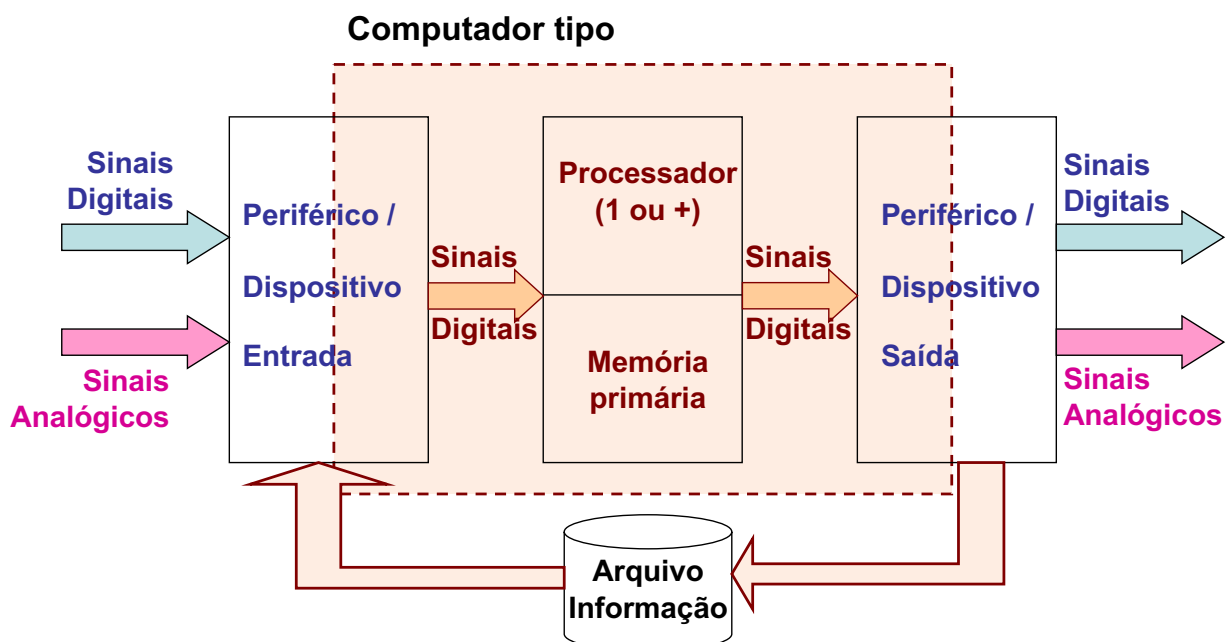 Computador tipo
Sinais
Digitais
Sinais
Analógicos
Periférico /
Dispositivo
Entrada
Sinais
Digitais
Processador
(1 ou +)
Memória
primária
Sinais
Digitais
Periférico /
Dispositivo
Saída
Sinais
Digitais
Sinais
Analógicos
Arquivo
Informação